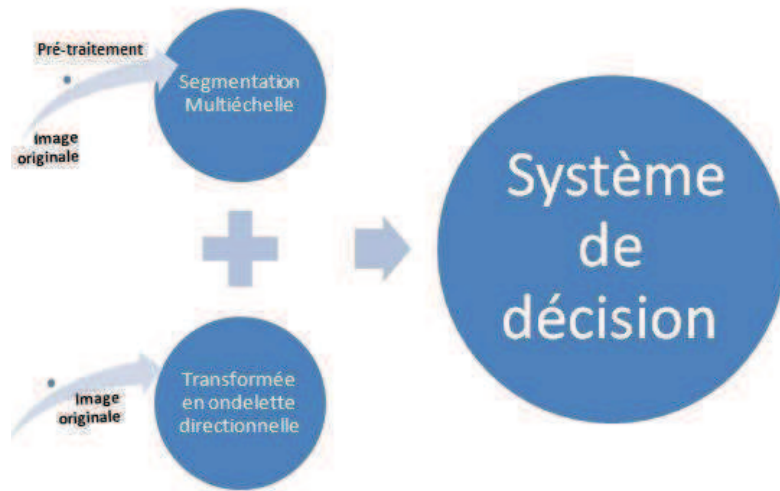 Pré-traitement
Image
originale
Segmentation
Multiéchelle
Système
de
décision
Image
originale
Transformée
en ondelette
directionnelle